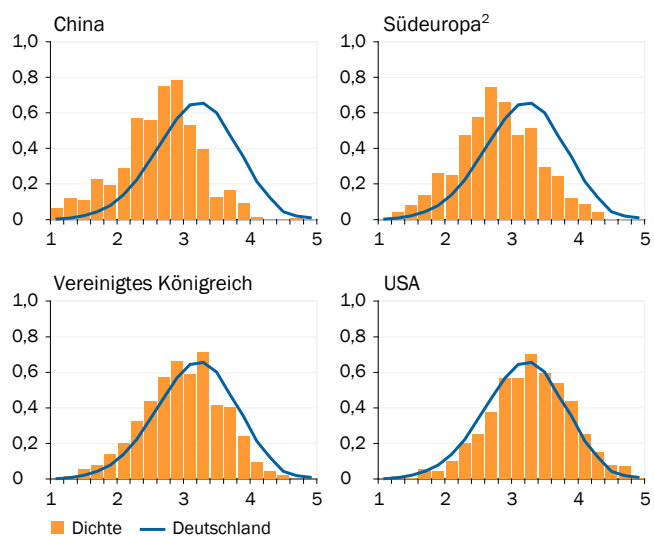 China
Südeuropa²
1,0 1,0
0,8 0,8
0,6 0,6
0,4 0,4
0,2 0,2
0 0
1 2 3 4 5 1 2 3 4 5
Vereinigtes Königreich
USA
1,0 1,0
0,8 0,8
0,6 0,6
0,4 0,4
0,2 0,2
0 0
1 2 3 4 5 1 2 3 4 5
Dichte Deutschland